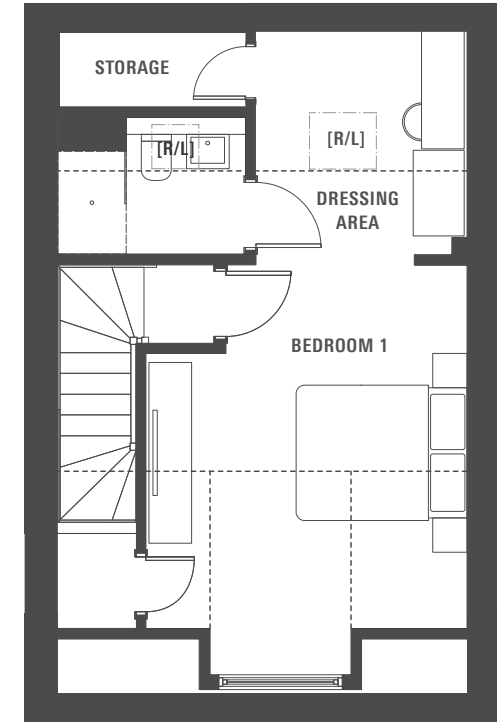 STORAGE
[R/L]
[R/L]
DRESSING
AREA
BEDROOM 1